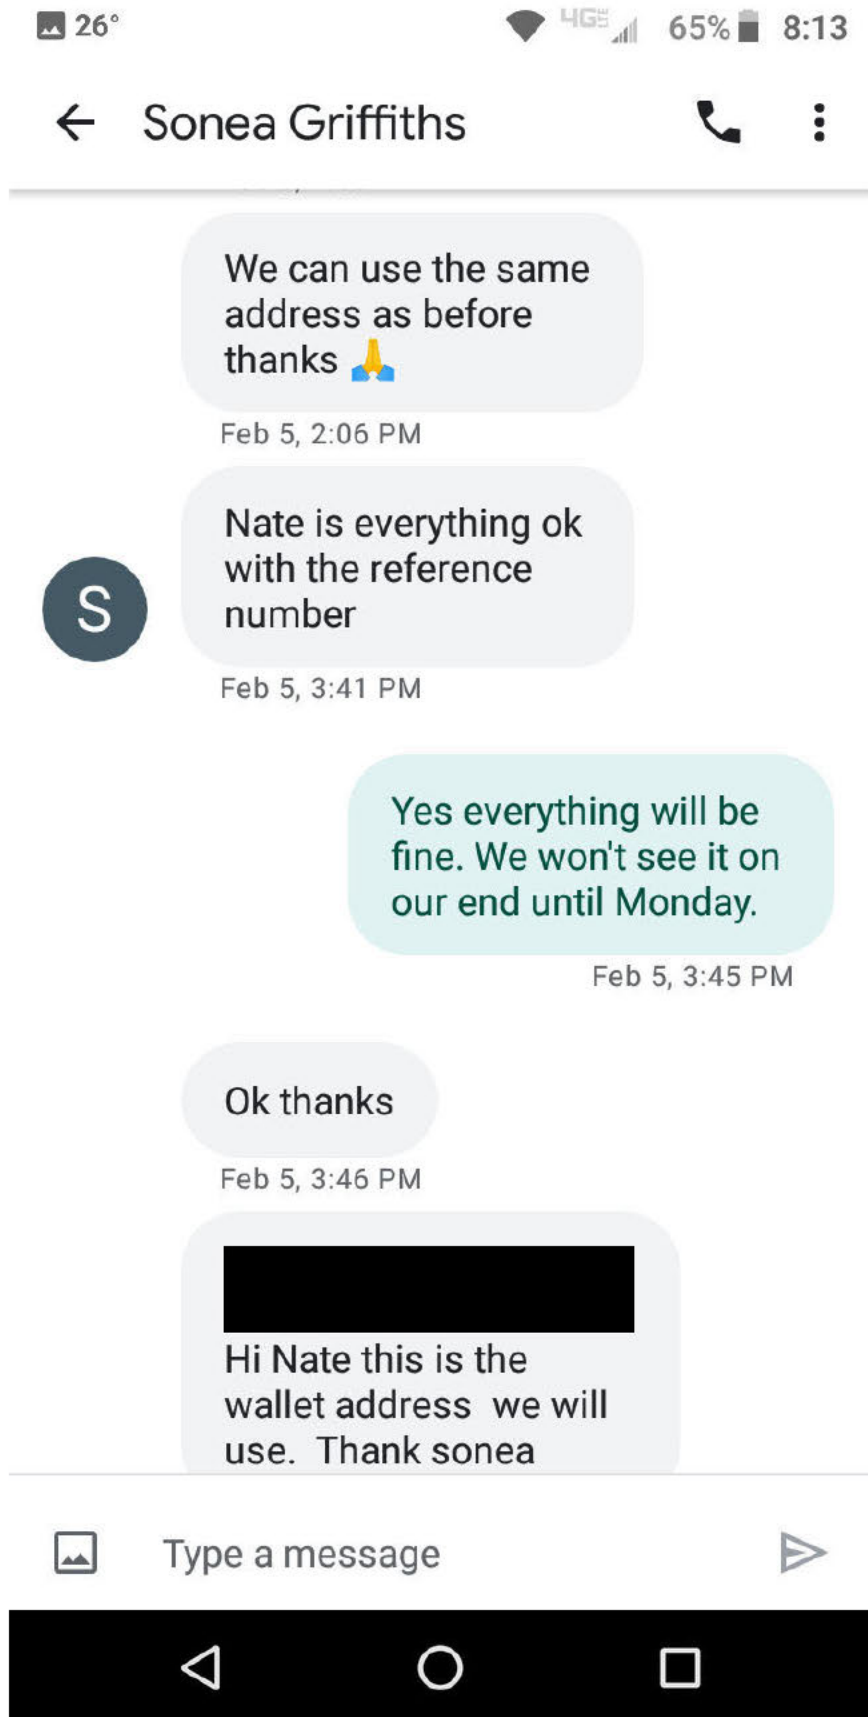 26°
4GE 65% 8:13
Sonea Griffiths
We can use the same
address as before
thanks 🙏
Feb 5, 2:06 PM
Nate is everything ok
with the reference
number
S
Feb 5, 3:41 PM
Yes everything will be
fine. We won't see it on
our end until Monday.
Feb 5, 3:45 PM
Ok thanks
Feb 5, 3:46 PM
Hi Nate this is the
wallet address  we will
use.  Thank sonea
Type a message